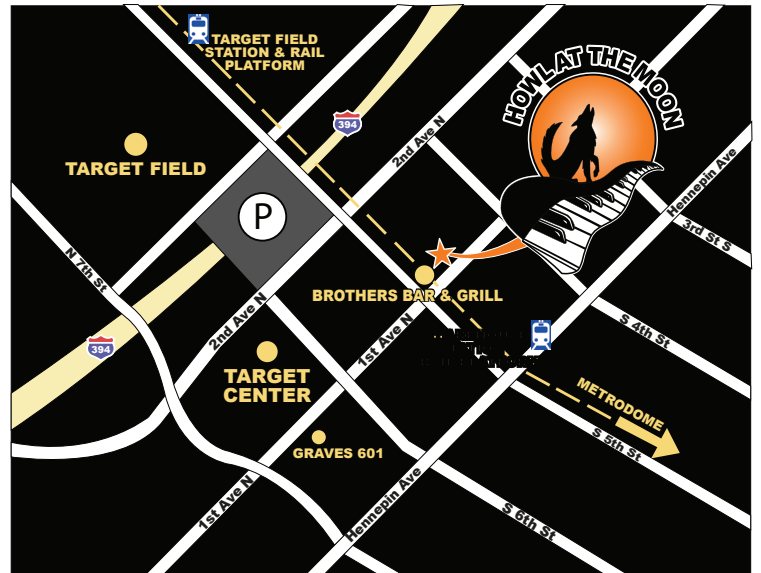 TARGET FIELD
STATION & RAIL
PLATFORM
HOWL AT THE MOON
394
2nd Ave N
TARGET FIELD
Hennepin Ave
P
3rd St S
N 7th St
BROTHERS BAR & GRILL
2nd Ave N
1st Ave N
S 4th St
394
TARGET
CENTER
METRODOME
GRAVES 601
S 5th St
1st Ave N
Hennepin Ave
S 6th St